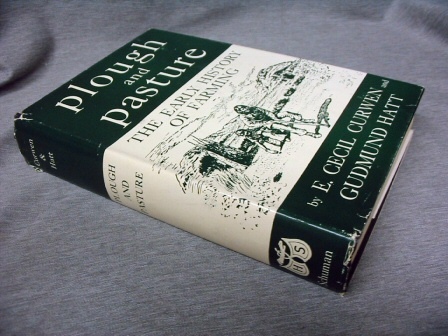 plough
and
pasture
THE EARLY HISTORY
OF FARMING
by E. CECIL CURWEN and
GUDMUND HATT
Curwen
&
Hatt
PLOUGH
AND
PASTURE
H S
Schuman